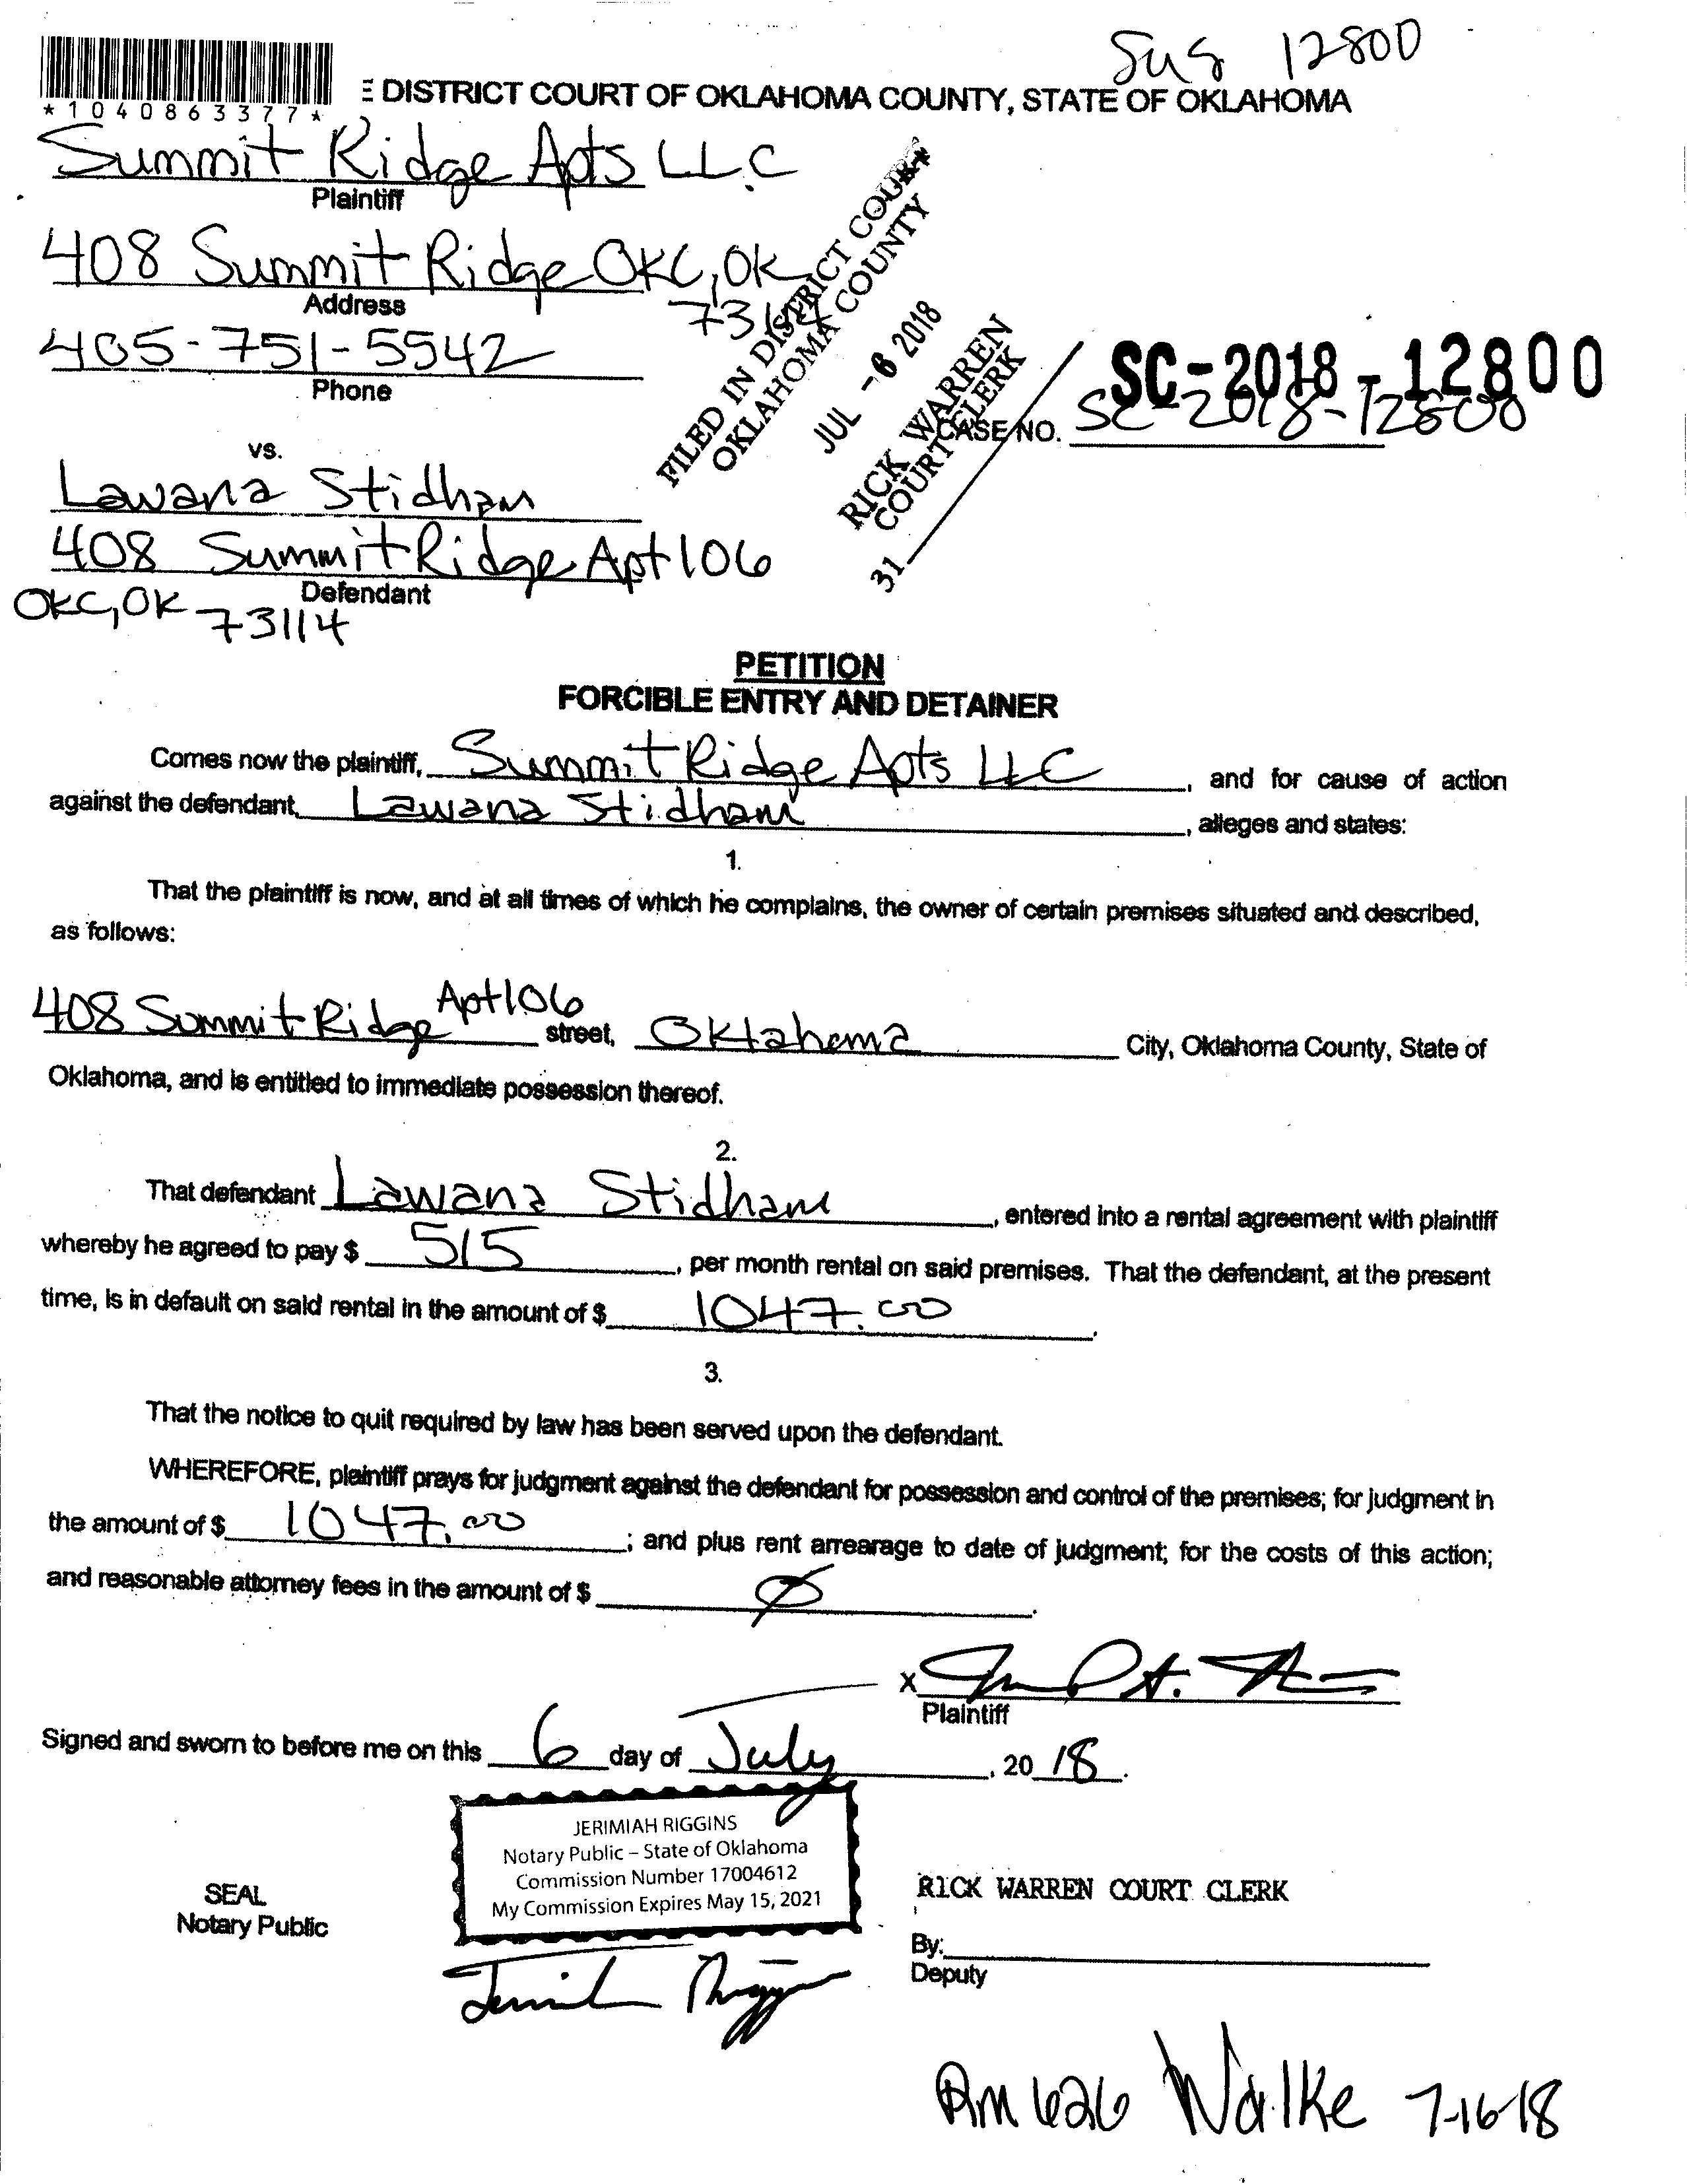 12800
*1040863377*
E DISTRICT COURT OF OKLAHOMA COUNTY, STATE OF OKLAHOMA
Summit Ridge Apts LLC
Plaintiff
408 Summit Ridge OKC, OK
73114
Address
405-751-5542
Phone
FILED IN DISTRICT COURT
OKLAHOMA COUNTY
JUL -6 2018
RICK WARREN
COURT CLERK
31
SC-2018-12800
CASE NO. SC-2018-12800
vs.
Lawana Stidham
408 Summit Ridge Apt 106
Defendant
OKC, OK 73114
PETITION
FORCIBLE ENTRY AND DETAINER
Comes now the plaintiff, Summit Ridge Apts LLC, and for cause of action
against the defendant, Lawana Stidham, alleges and states:
1.
That the plaintiff is now, and at all times of which he complains, the owner of certain premises situated and described,
as follows:
408 Summit Ridge Apt 106 street, Oklahoma City, Oklahoma County, State of
Oklahoma, and is entitled to immediate possession thereof.
2.
That defendant Lawana Stidham, entered into a rental agreement with plaintiff
whereby he agreed to pay $ 515, per month rental on said premises. That the defendant, at the present
time, is in default on said rental in the amount of $ 1047.00.
3.
That the notice to quit required by law has been served upon the defendant.
WHEREFORE, plaintiff prays for judgment against the defendant for possession and control of the premises; for judgment in
the amount of $ 1047.00; and plus rent arrearage to date of judgment; for the costs of this action;
and reasonable attorney fees in the amount of $ Ø.
X
Plaintiff
Signed and sworn to before me on this 6 day of July, 20 18.
JERIMIAH RIGGINS
Notary Public – State of Oklahoma
Commission Number 17004612
My Commission Expires May 15, 2021
SEAL
Notary Public
RICK WARREN COURT CLERK
By:
Deputy
Jerimiah Riggins
Rm 626 Walke 7-16-18